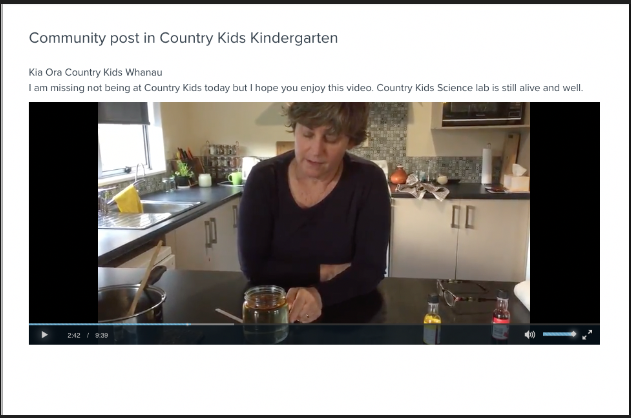 Community post in Country Kids Kindergarten
Kia Ora Country Kids Whanau
I am missing not being at Country Kids today but I hope you enjoy this video. Country Kids Science lab is still alive and well.
2:42 / 9:39